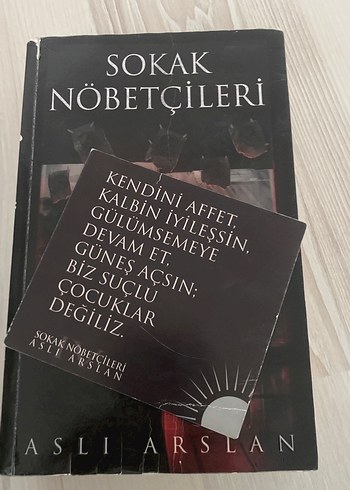 SOKAK
NÖBETÇİLERİ
KENDİNİ AFFET,
KALBİN İYİLEŞSİN,
GÜLÜMSEMEYE
DEVAM ET,
GÜNEŞ AÇSIN;
BİZ SUÇLU
ÇOCUKLAR
DEĞİLİZ.
SOKAK NÖBETÇİLERİ
ASLI ARSLAN
ASLI ARSLAN